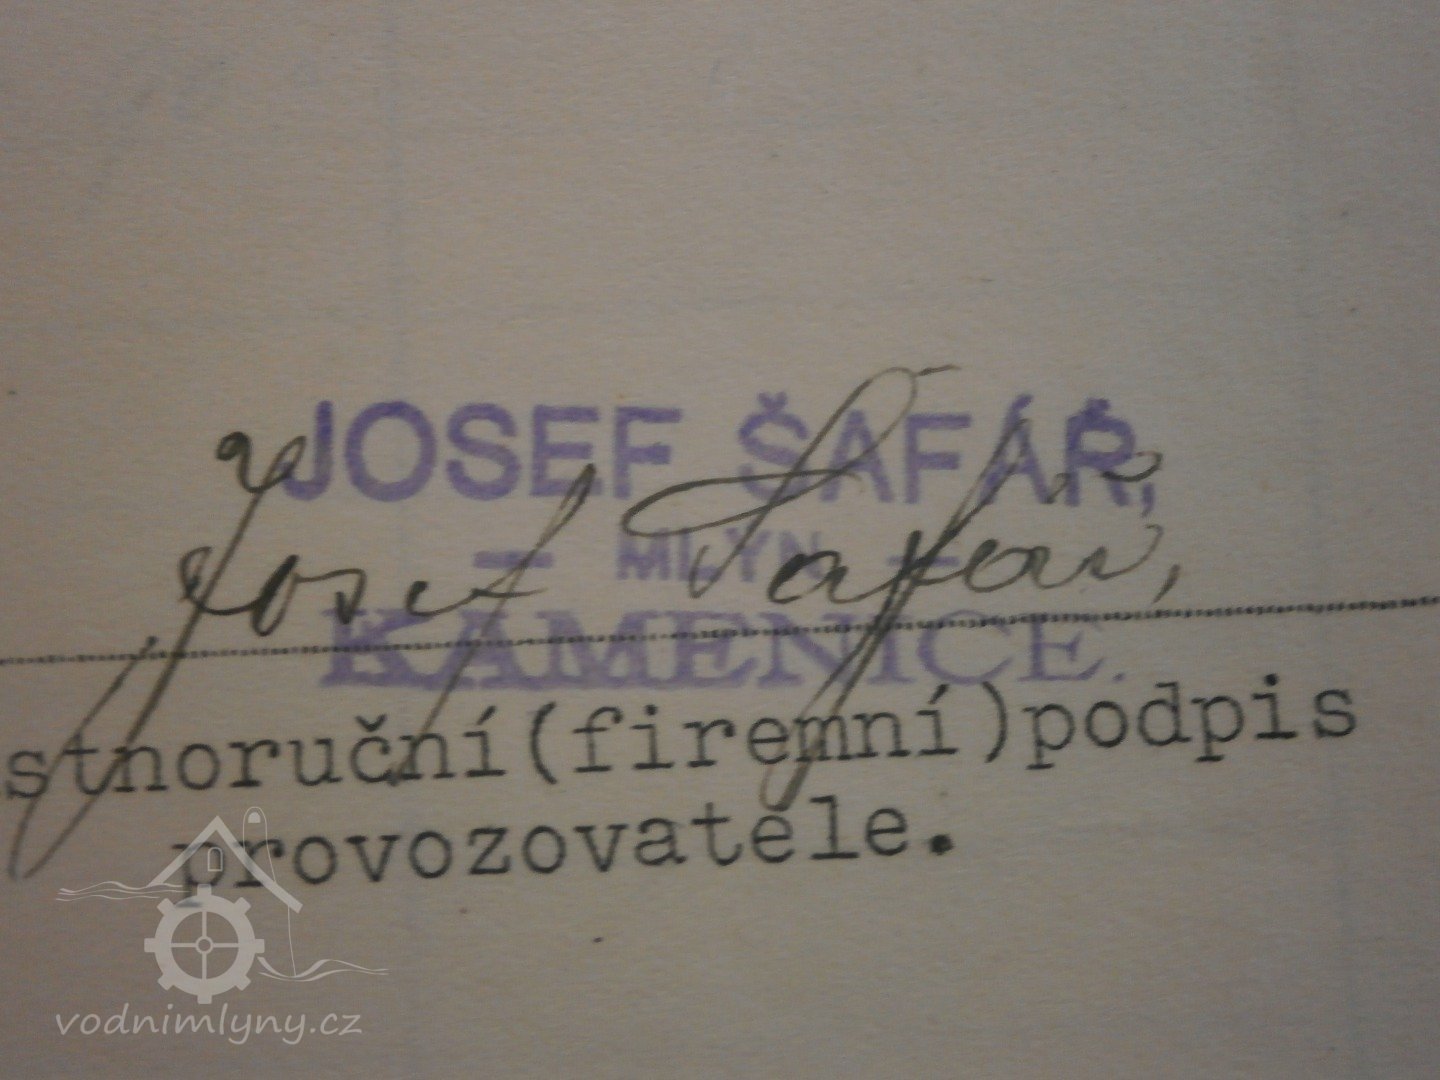 JOSEF ŠAFÁŘ,
— MLÝN —
Josef Šafář,
KAMENICE.
stnoruční(firemní)podpis
provozovatele.
vodnimlyny.cz